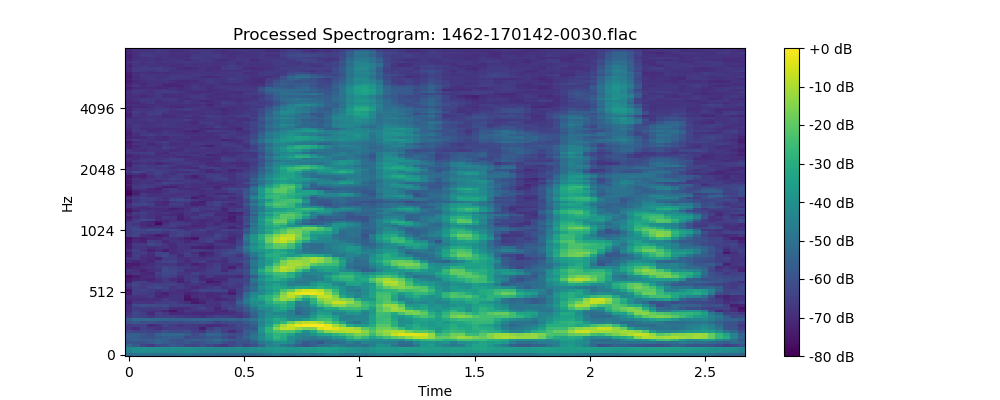 Processed Spectrogram: 1462-170142-0030.flac
Hz
4096
2048
1024
512
0
0 0.5 1 1.5 2 2.5
Time
+0 dB
-10 dB
-20 dB
-30 dB
-40 dB
-50 dB
-60 dB
-70 dB
-80 dB